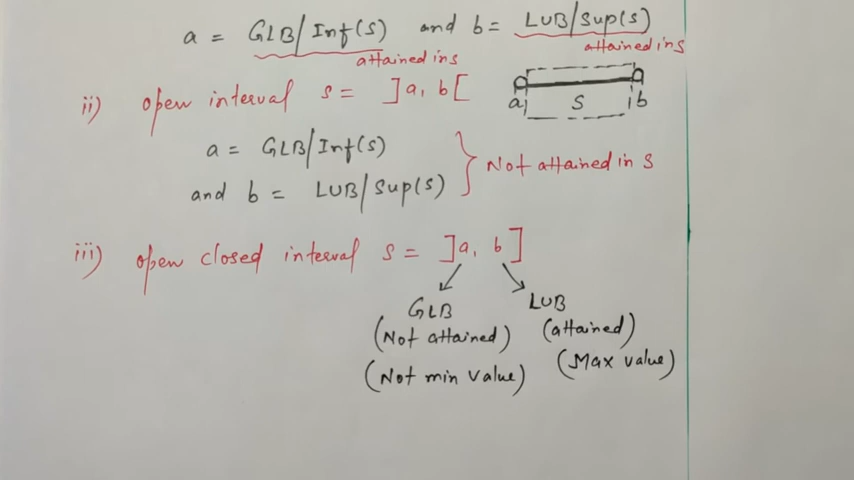 a = GLB/Inf(s) and b = LUB/Sup(s)
attained in s attained in s
ii) open interval s = ]a, b[
a S b
a = GLB/Inf(s)
and b = LUB/Sup(s) } Not attained in s
iii) open closed interval s = ]a, b]
GLB LUB
(Not attained) (attained)
(Not min value) (Max value)